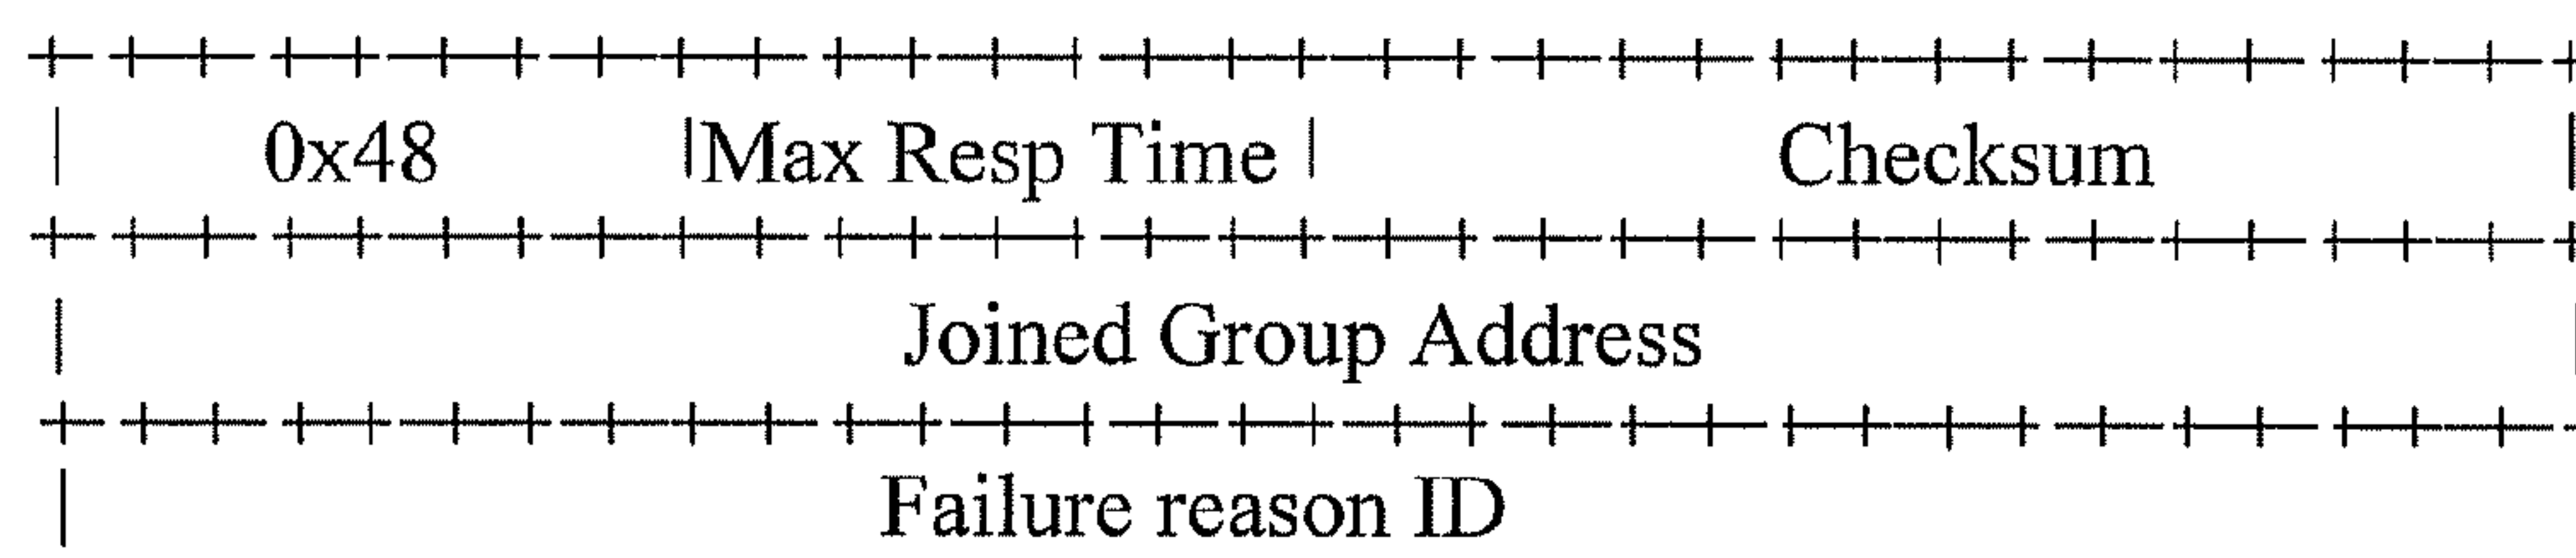 | 0x48 |Max Resp Time | Checksum |
| Joined Group Address |
| Failure reason ID